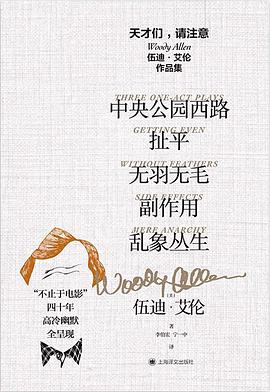 天才们，请注意
Woody Allen
伍迪·艾伦
作品集
THREE ONE-ACT PLAYS
中央公园西路
GETTING EVEN
扯平
WITHOUT FEATHERS
无羽无毛
SIDE EFFECTS
副作用
MERE ANARCHY
乱象丛生
“不止于电影”
四十年
高冷幽默
全呈现
Woody Allen
〔美〕
伍迪·艾伦
著
李伯宏 宁一中
译
上海译文出版社